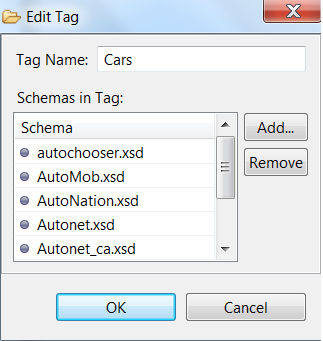 Edit Tag
Tag Name: Cars
Schemas in Tag:
Schema
autochooser.xsd
AutoMob.xsd
AutoNation.xsd
Autonet.xsd
Autonet_ca.xsd
Add...
Remove
OK Cancel